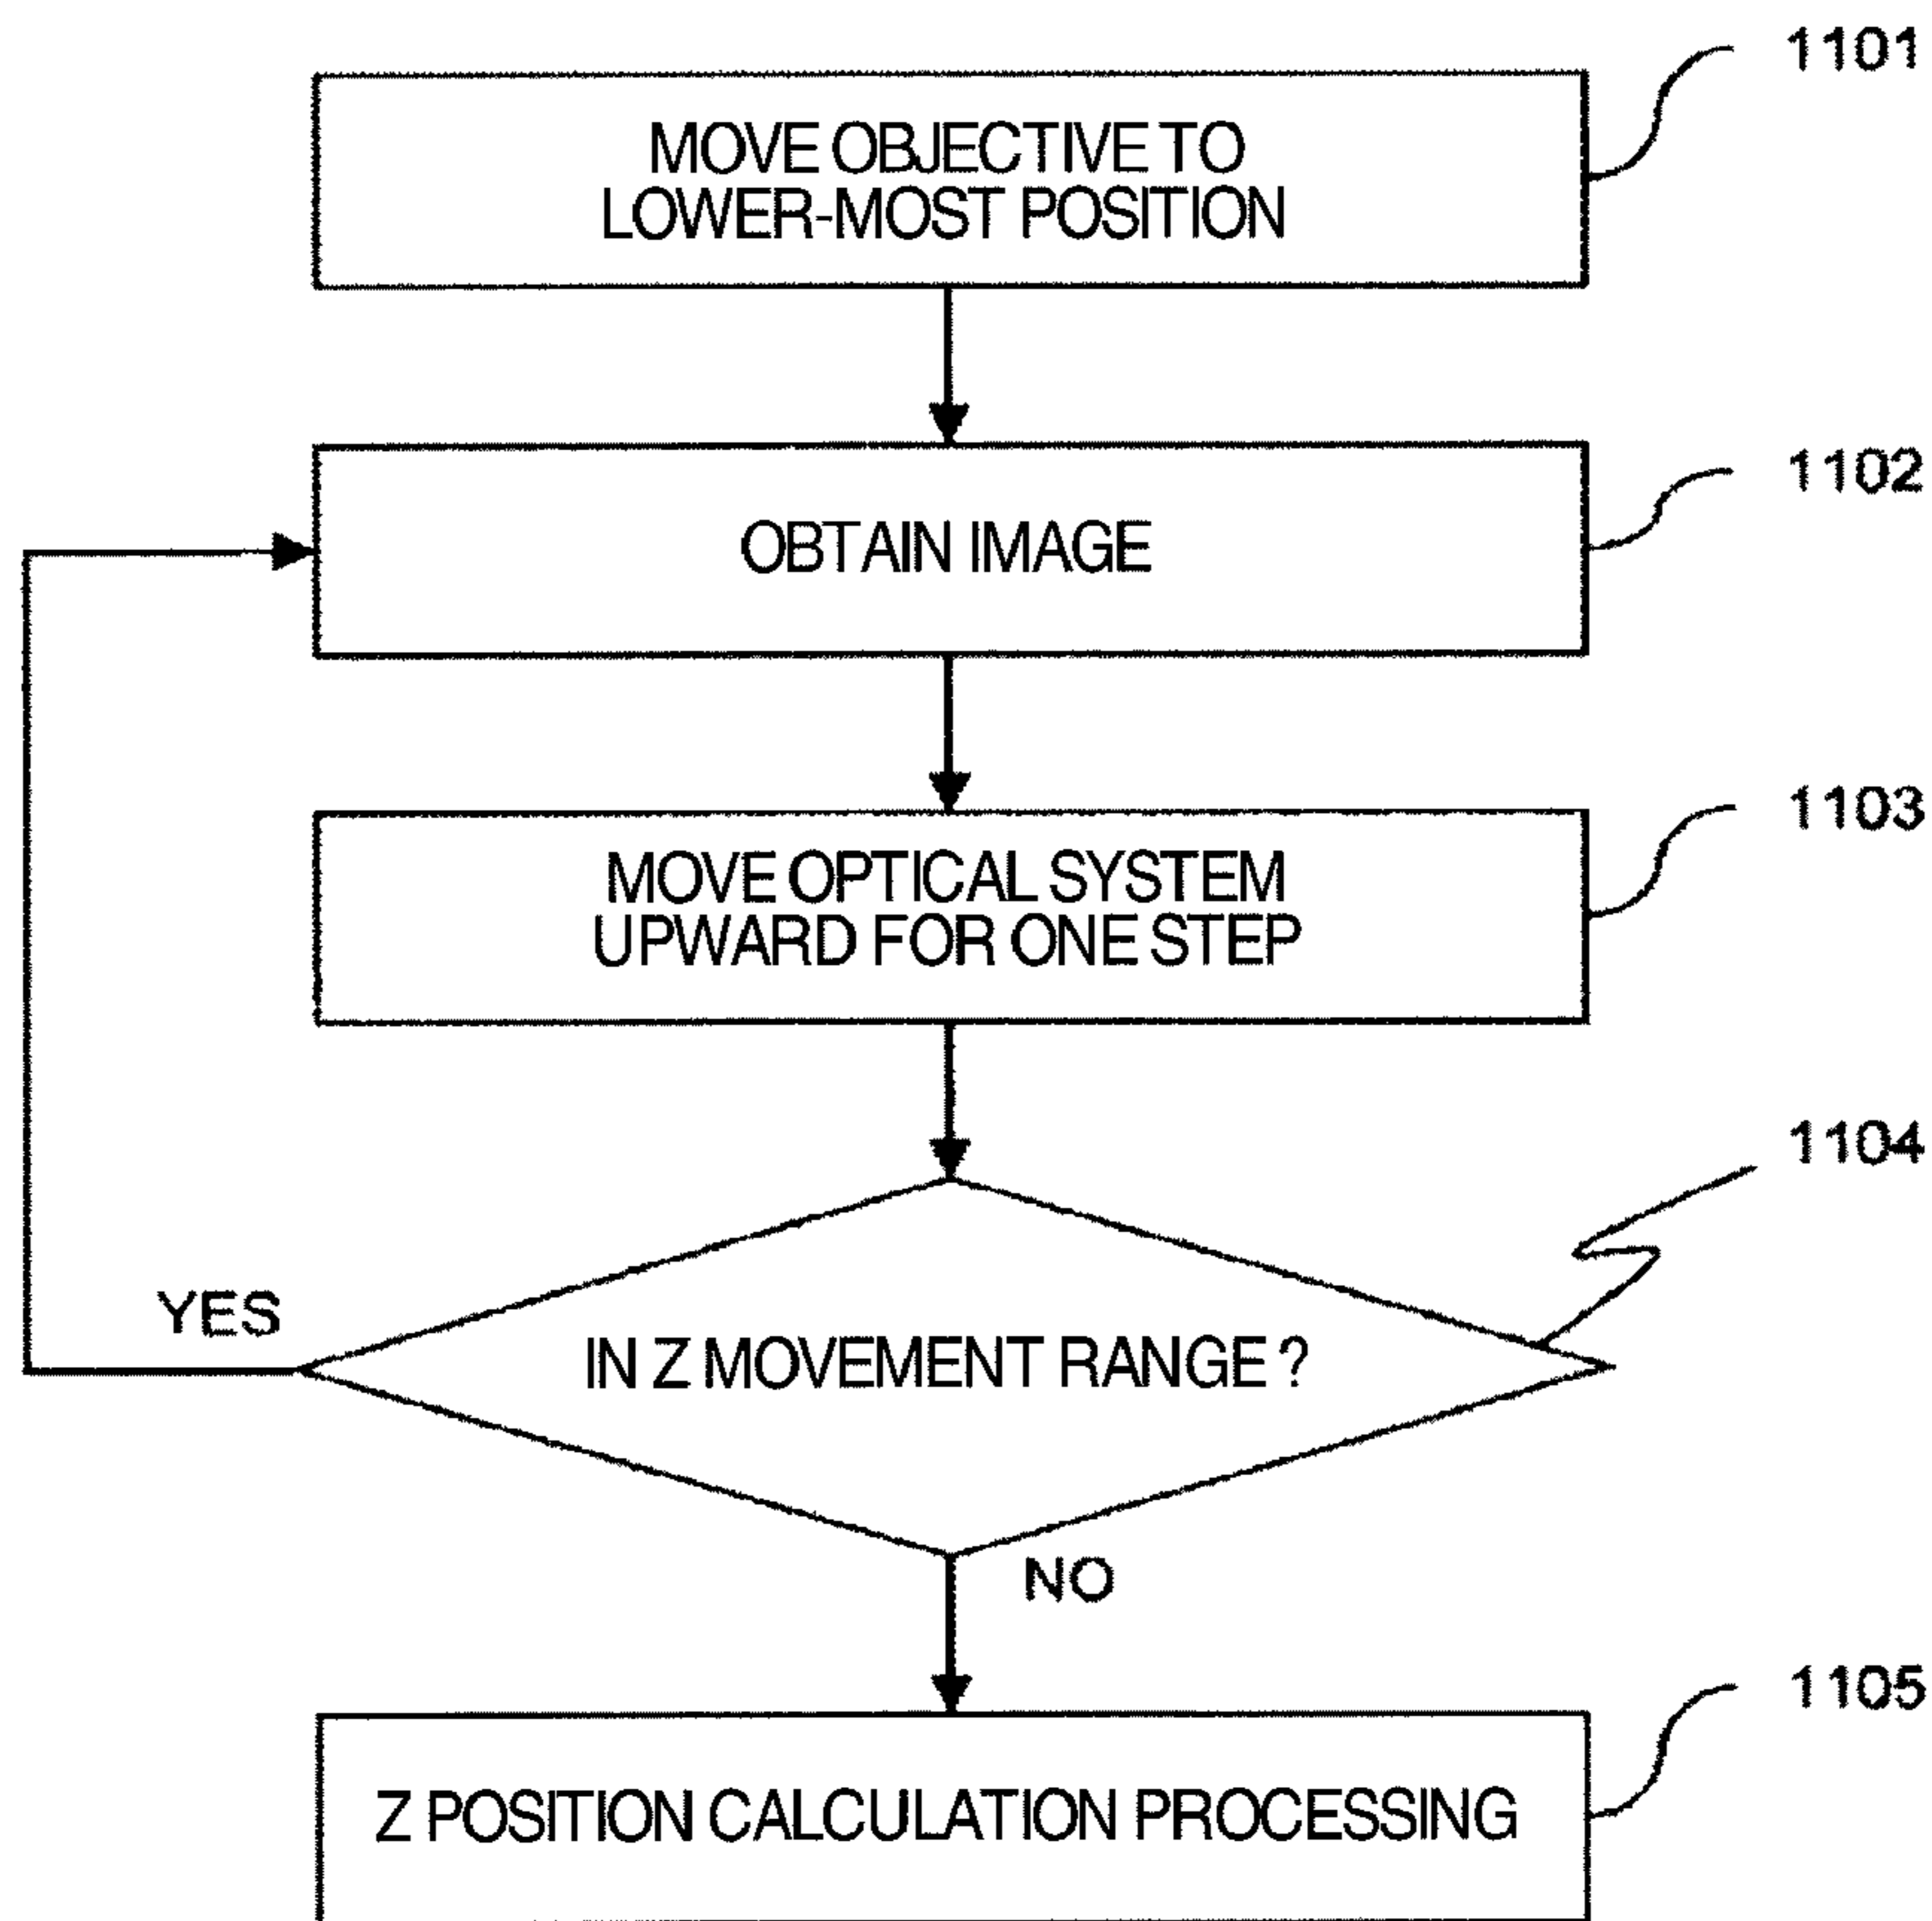 1101
MOVE OBJECTIVE TO
LOWER-MOST POSITION
1102
OBTAIN IMAGE
1103
MOVE OPTICAL SYSTEM
UPWARD FOR ONE STEP
1104
YES
IN Z MOVEMENT RANGE ?
NO
1105
Z POSITION CALCULATION PROCESSING